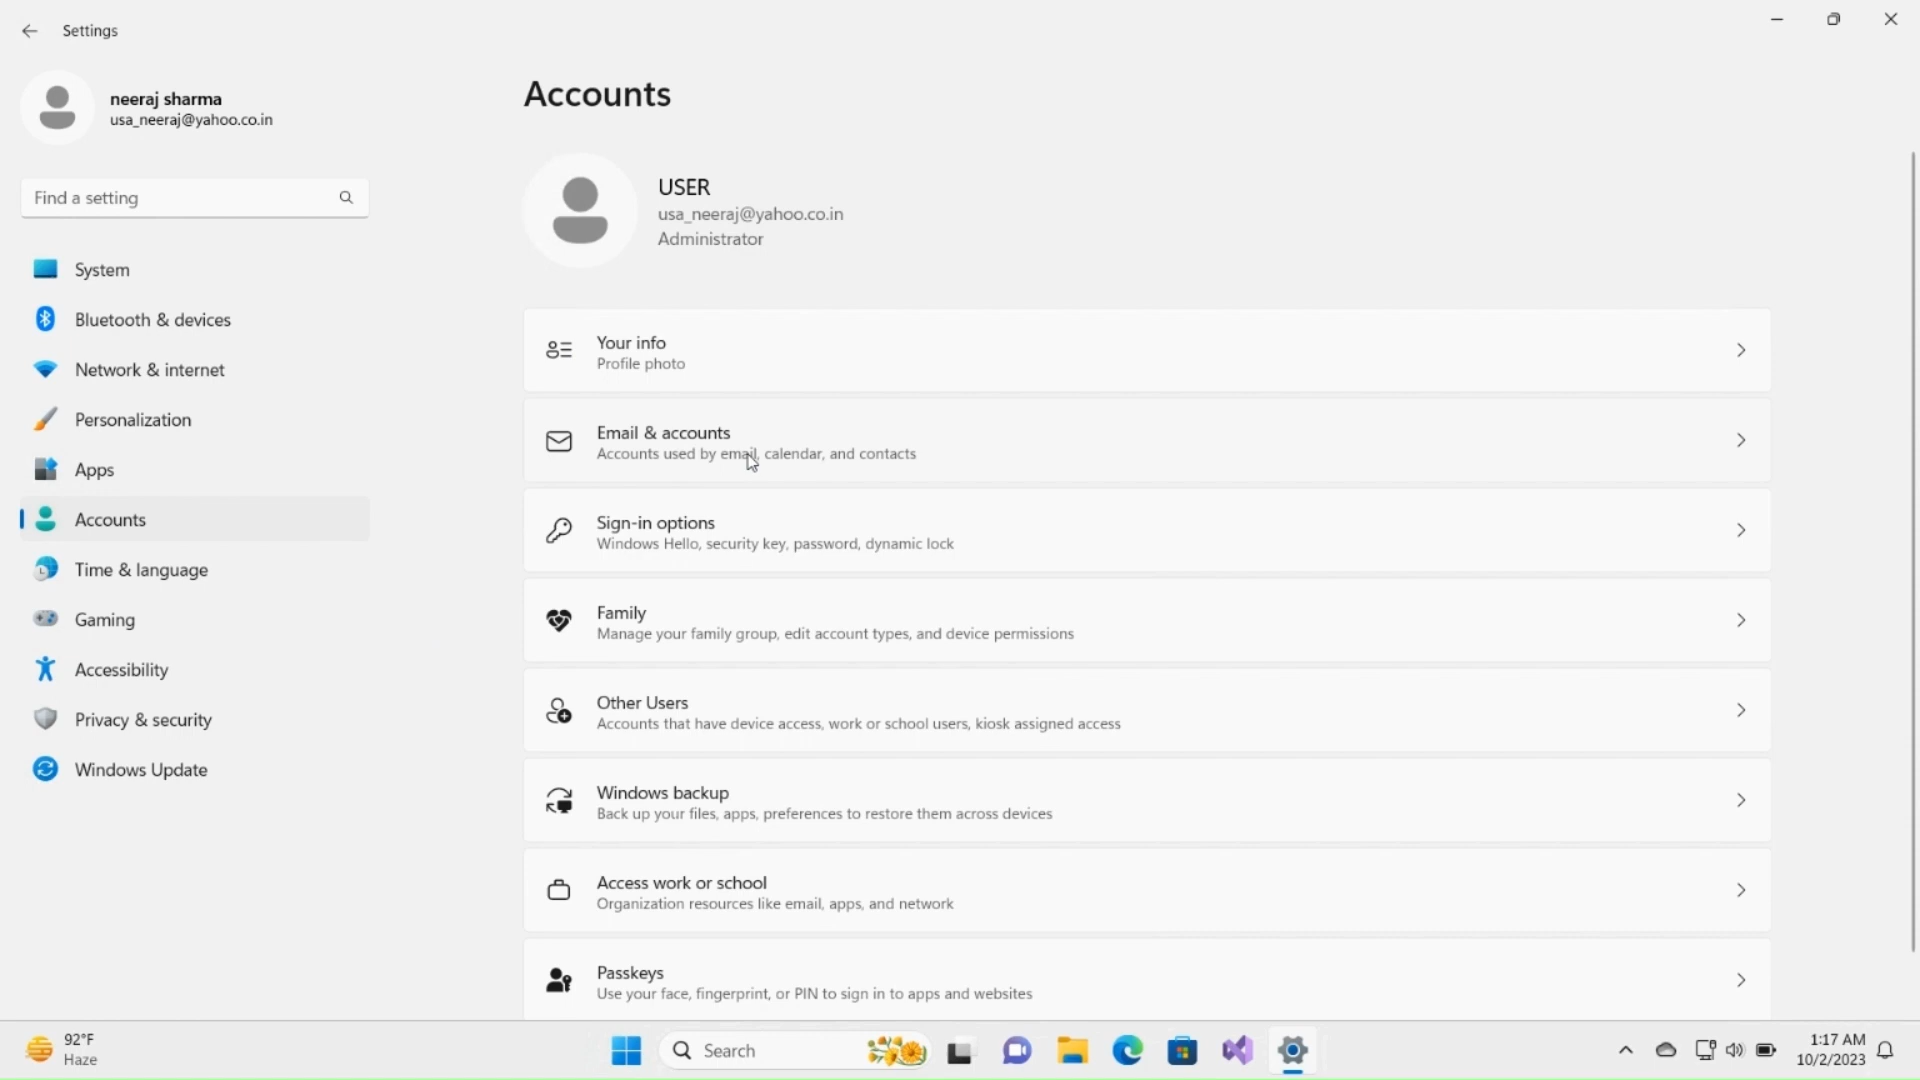 Settings
neeraj sharma
usa_neeraj@yahoo.co.in
Find a setting
System
Bluetooth & devices
Network & internet
Personalization
Apps
Accounts
Time & language
Gaming
Accessibility
Privacy & security
Windows Update
Accounts
USER
usa_neeraj@yahoo.co.in
Administrator
Your info
Profile photo
Email & accounts
Accounts used by email, calendar, and contacts
Sign-in options
Windows Hello, security key, password, dynamic lock
Family
Manage your family group, edit account types, and device permissions
Other Users
Accounts that have device access, work or school users, kiosk assigned access
Windows backup
Back up your files, apps, preferences to restore them across devices
Access work or school
Organization resources like email, apps, and network
Passkeys
Use your face, fingerprint, or PIN to sign in to apps and websites
92°F
Haze
Search
1:17 AM
10/2/2023